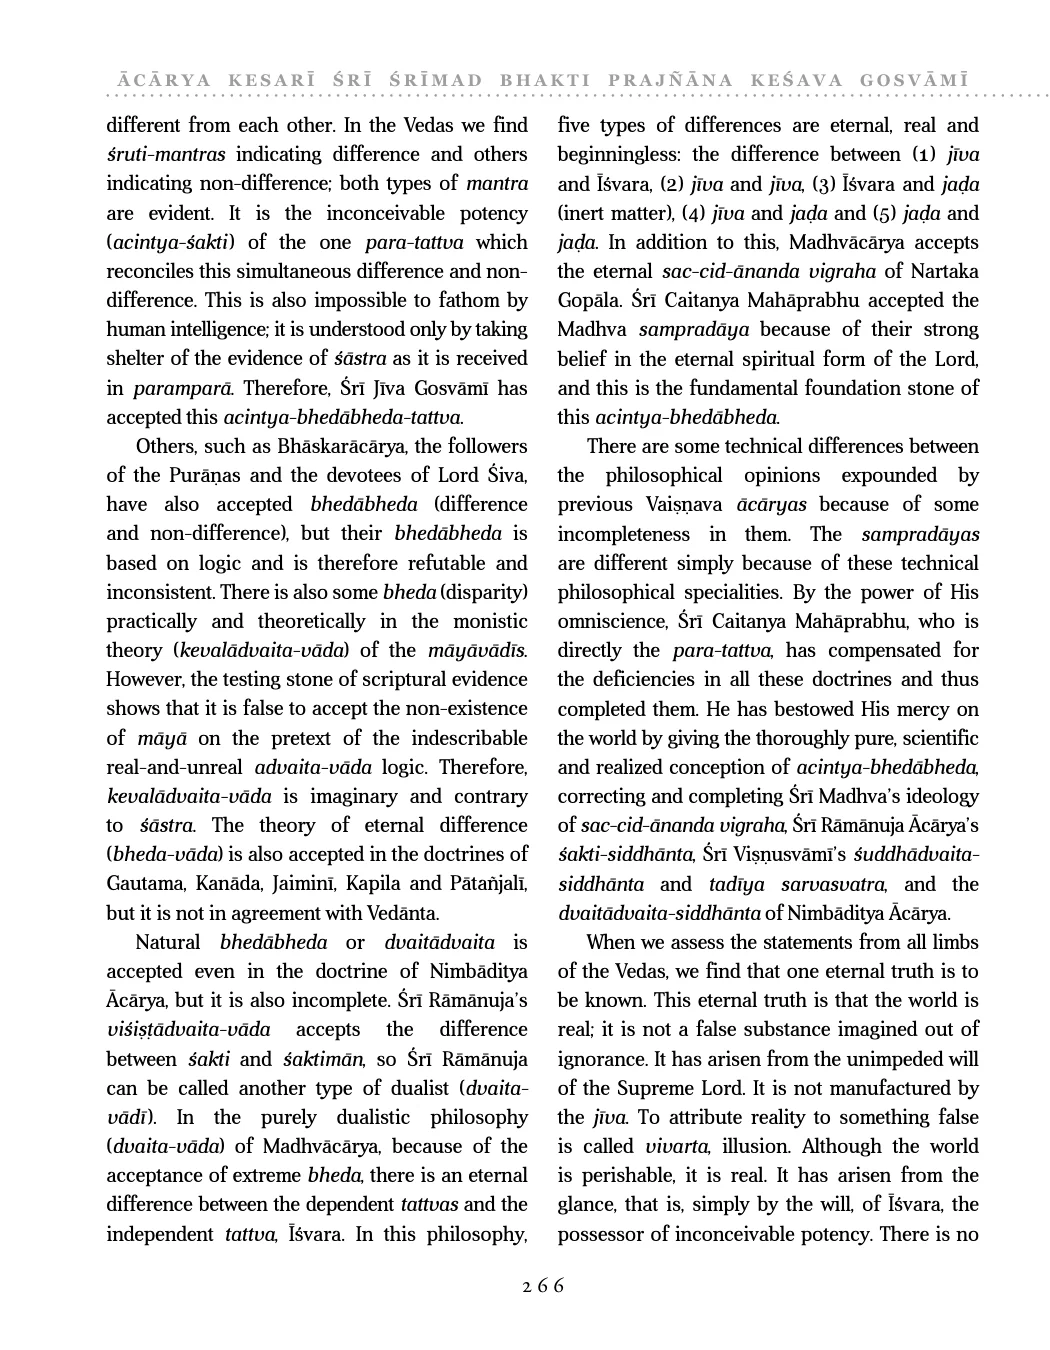 ĀCĀRYA KESARĪ ŚRĪ ŚRĪMAD BHAKTI PRAJÑĀNA KEŚAVA GOSVĀMĪ
different from each other. In the Vedas we find
śruti-mantras indicating difference and others
indicating non-difference; both types of mantra
are evident. It is the inconceivable potency
(acintya-śakti) of the one para-tattva which
reconciles this simultaneous difference and non-
difference. This is also impossible to fathom by
human intelligence; it is understood only by taking
shelter of the evidence of śāstra as it is received
in paramparā. Therefore, Śrī Jīva Gosvāmī has
accepted this acintya-bhedābheda-tattva.
Others, such as Bhāskarācārya, the followers
of the Purāṇas and the devotees of Lord Śiva,
have also accepted bhedābheda (difference
and non-difference), but their bhedābheda is
based on logic and is therefore refutable and
inconsistent. There is also some bheda (disparity)
practically and theoretically in the monistic
theory (kevalādvaita-vāda) of the māyāvādīs.
However, the testing stone of scriptural evidence
shows that it is false to accept the non-existence
of māyā on the pretext of the indescribable
real-and-unreal advaita-vāda logic. Therefore,
kevalādvaita-vāda is imaginary and contrary
to śāstra. The theory of eternal difference
(bheda-vāda) is also accepted in the doctrines of
Gautama, Kanāda, Jaiminī, Kapila and Pātañjalī,
but it is not in agreement with Vedānta.
Natural bhedābheda or dvaitādvaita is
accepted even in the doctrine of Nimbāditya
Ācārya, but it is also incomplete. Śrī Rāmānuja’s
viśiṣṭādvaita-vāda accepts the difference
between śakti and śaktimān, so Śrī Rāmānuja
can be called another type of dualist (dvaita-
vādī). In the purely dualistic philosophy
(dvaita-vāda) of Madhvācārya, because of the
acceptance of extreme bheda, there is an eternal
difference between the dependent tattvas and the
independent tattva, Īśvara. In this philosophy,
five types of differences are eternal, real and
beginningless: the difference between (1) jīva
and Īśvara, (2) jīva and jīva, (3) Īśvara and jaḍa
(inert matter), (4) jīva and jaḍa and (5) jaḍa and
jaḍa. In addition to this, Madhvācārya accepts
the eternal sac-cid-ānanda vigraha of Nartaka
Gopāla. Śrī Caitanya Mahāprabhu accepted the
Madhva sampradāya because of their strong
belief in the eternal spiritual form of the Lord,
and this is the fundamental foundation stone of
this acintya-bhedābheda.
There are some technical differences between
the philosophical opinions expounded by
previous Vaiṣṇava ācāryas because of some
incompleteness in them. The sampradāyas
are different simply because of these technical
philosophical specialities. By the power of His
omniscience, Śrī Caitanya Mahāprabhu, who is
directly the para-tattva, has compensated for
the deficiencies in all these doctrines and thus
completed them. He has bestowed His mercy on
the world by giving the thoroughly pure, scientific
and realized conception of acintya-bhedābheda,
correcting and completing Śrī Madhva’s ideology
of sac-cid-ānanda vigraha, Śrī Rāmānuja Ācārya’s
śakti-siddhānta, Śrī Viṣṇusvāmī’s śuddhādvaita-
siddhānta and tadīya sarvasvatra, and the
dvaitādvaita-siddhānta of Nimbāditya Ācārya.
When we assess the statements from all limbs
of the Vedas, we find that one eternal truth is to
be known. This eternal truth is that the world is
real; it is not a false substance imagined out of
ignorance. It has arisen from the unimpeded will
of the Supreme Lord. It is not manufactured by
the jīva. To attribute reality to something false
is called vivarta, illusion. Although the world
is perishable, it is real. It has arisen from the
glance, that is, simply by the will, of Īśvara, the
possessor of inconceivable potency. There is no
266